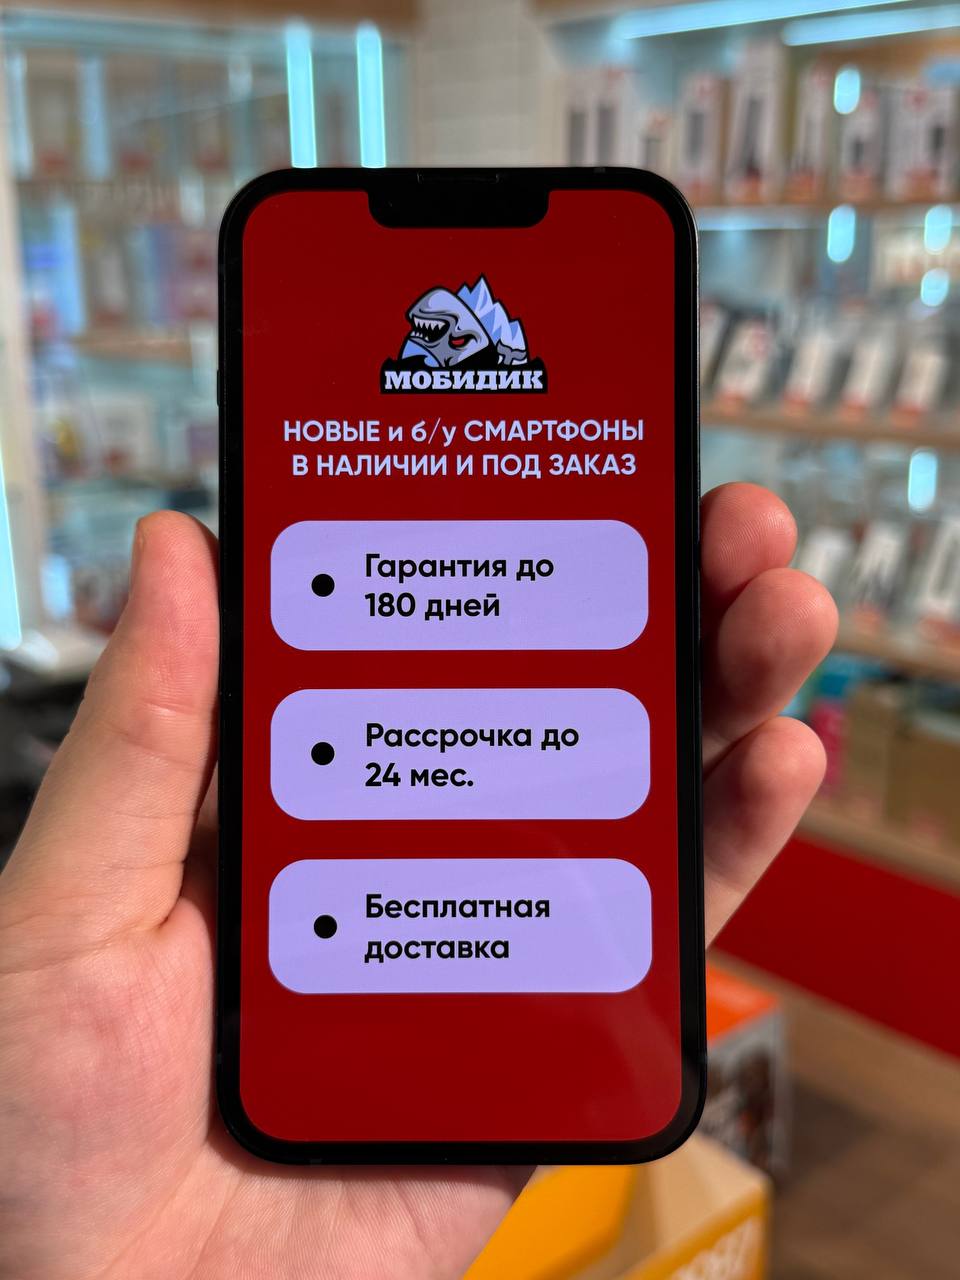 МОБИДИК
НОВЫЕ и б/у СМАРТФОНЫ
В НАЛИЧИИ И ПОД ЗАКАЗ
Гарантия до
180 дней
Рассрочка до
24 мес.
Бесплатная
доставка